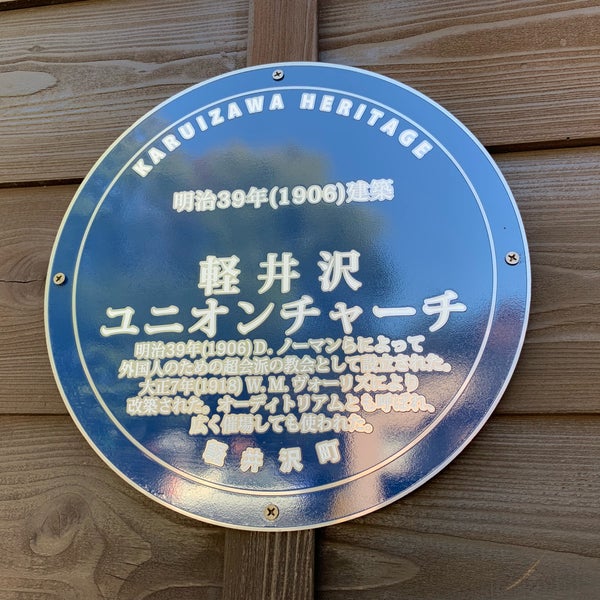 KARUIZAWA HERITAGE
明治39年(1906)建築
軽井沢
ユニオンチャーチ
明治39年(1906) D. ノーマンらによって
外国人のための超会派の教会として設立された。
大正7年(1918) W. M. ヴォーリズにより
改築された。オーディトリアムとも呼ばれ、
広く催場しても使われた。
軽井沢町